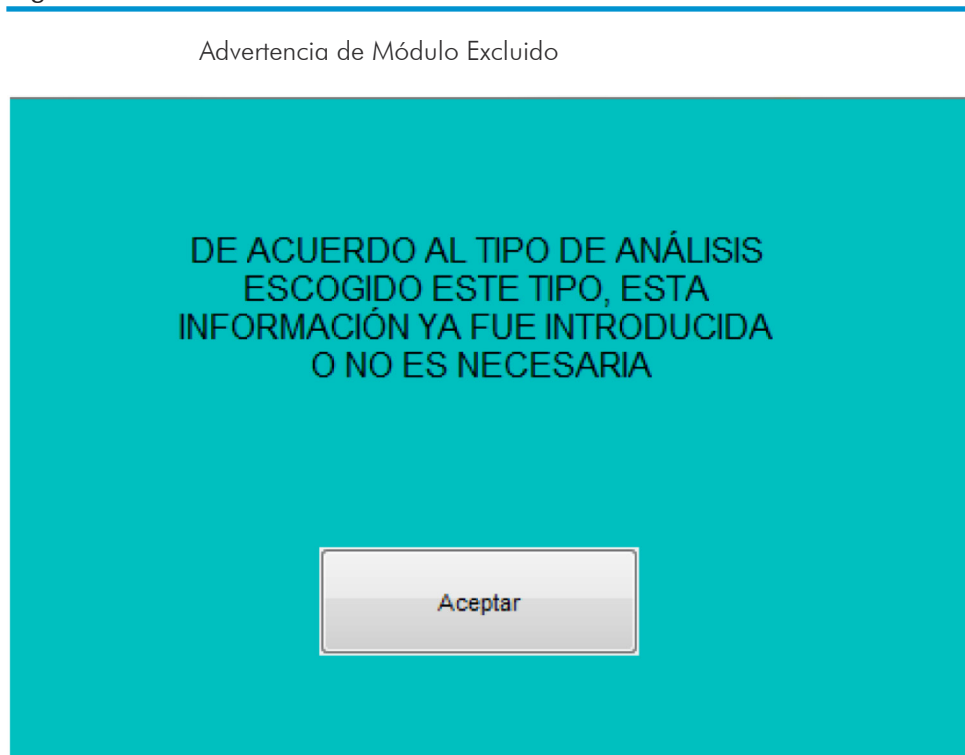 Advertencia de Módulo Excluido
DE ACUERDO AL TIPO DE ANÁLISIS
ESCOGIDO ESTE TIPO, ESTA
INFORMACIÓN YA FUE INTRODUCIDA
O NO ES NECESARIA
Aceptar